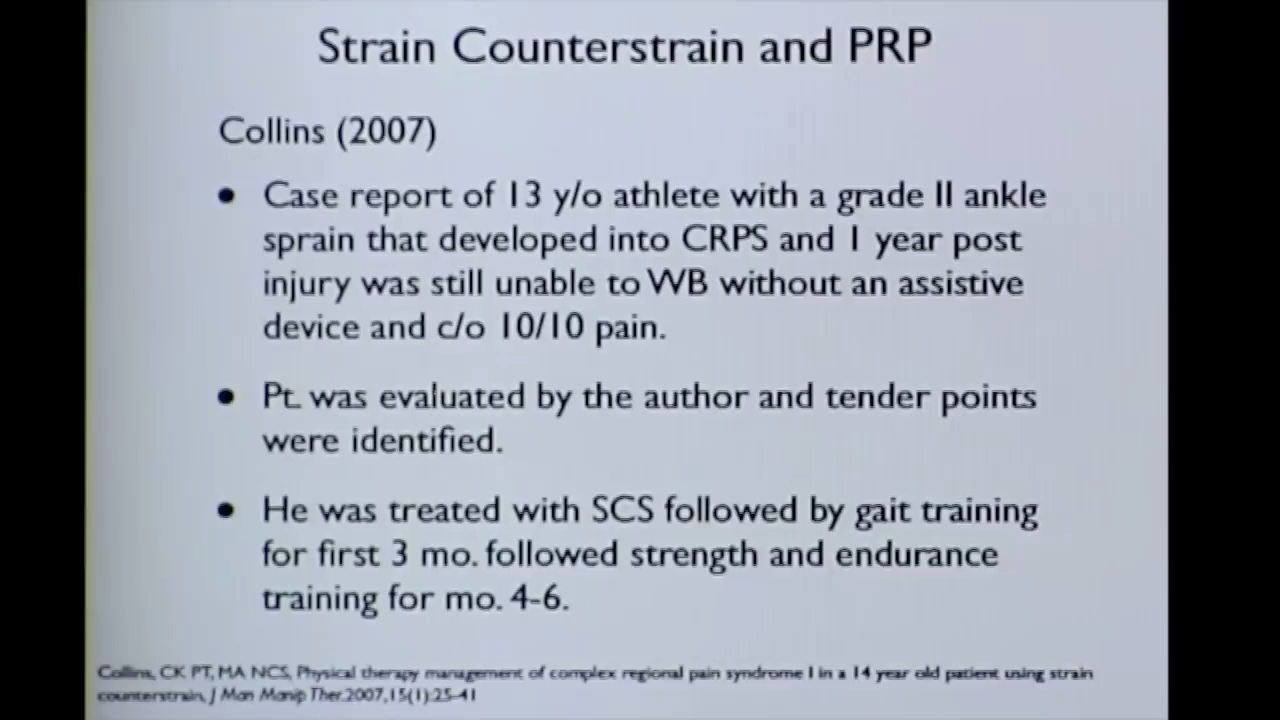 Strain Counterstrain and PRP
Collins (2007)
• Case report of 13 y/o athlete with a grade II ankle
sprain that developed into CRPS and 1 year post
injury was still unable to WB without an assistive
device and c/o 10/10 pain.
• Pt. was evaluated by the author and tender points
were identified.
• He was treated with SCS followed by gait training
for first 3 mo. followed strength and endurance
training for mo. 4-6.
Collins, CK PT, MA NCS, Physical therapy management of complex regional pain syndrome I in a 14 year old patient using strain
counterstrain, J Man Manip Ther.2007,15(1):25-41